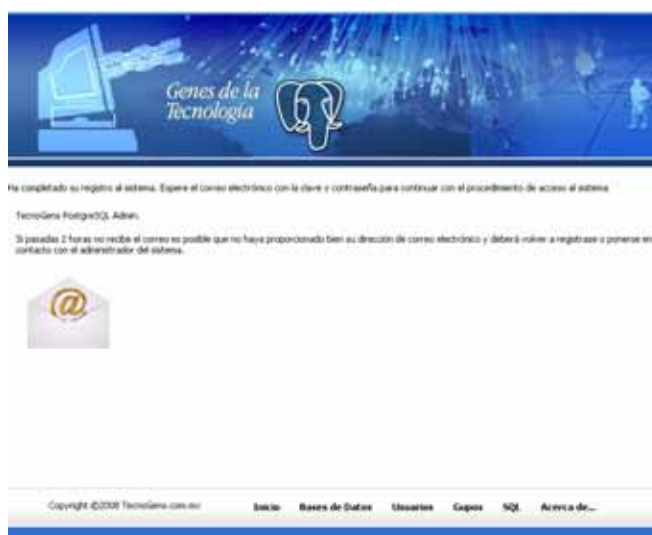 Genes de la
Tecnología
Ha completado su registro al sistema. Espere el correo electrónico con la clave y contraseña para continuar con el procedimiento de acceso al sistema
TecnoGens PostgreSQL Admin.
Si pasadas 2 horas no recibe el correo es posible que no haya proporcionado bien su dirección de correo electrónico y deberá volver a registrase o ponerse en
contacto con el administrador del sistema.
@
Copyright ©2008 TecnoGens.com.mx
Inicio Bases de Datos Usuarios Gupos SQL Acerca de...